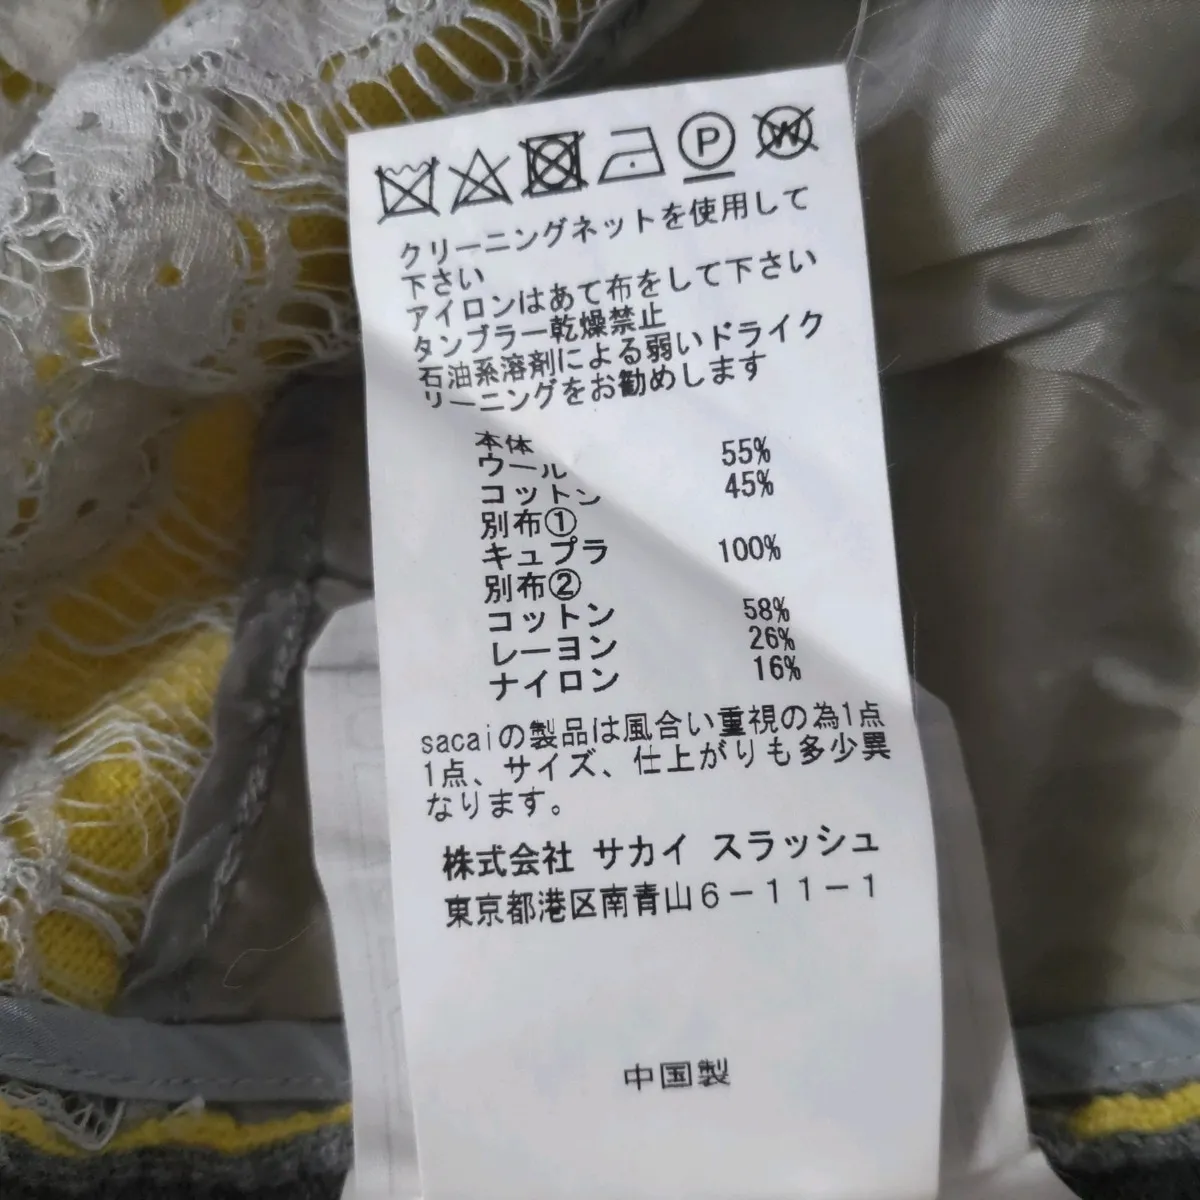 クリーニングネットを使用して
下さい
アイロンはあて布をして下さい
タンブラー乾燥禁止
石油系溶剤による弱いドライク
リーニングをお勧めします
本体
ウール 55%
コットン 45%
別布①
キュプラ 100%
別布②
コットン 58%
レーヨン 26%
ナイロン 16%
sacaiの製品は風合い重視の為1点
1点、サイズ、仕上がりも多少異
なります。
株式会社 サカイ スラッシュ
東京都港区南青山6-11-1
中国製